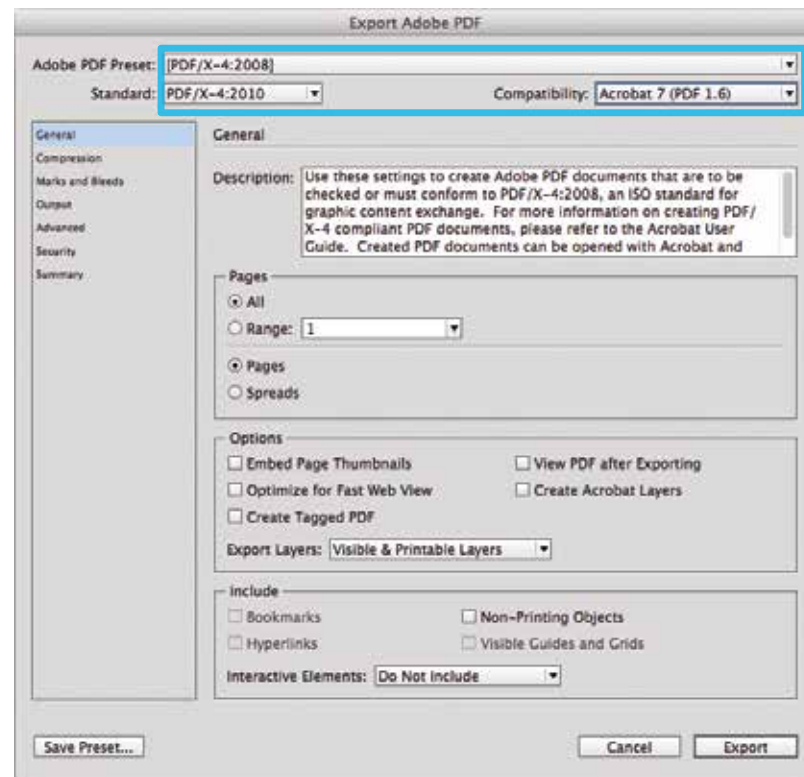 Export Adobe PDF
Adobe PDF Preset: [PDF/X-4:2008]
Standard: PDF/X-4:2010 Compatibility: Acrobat 7 (PDF 1.6)
General
Compression
Marks and Bleeds
Output
Advanced
Security
Summary
General
Description: Use these settings to create Adobe PDF documents that are to be
checked or must conform to PDF/X-4:2008, an ISO standard for
graphic content exchange. For more information on creating PDF/
X-4 compliant PDF documents, please refer to the Acrobat User
Guide. Created PDF documents can be opened with Acrobat and
Pages
All
Range: 1
Pages
Spreads
Options
Embed Page Thumbnails View PDF after Exporting
Optimize for Fast Web View Create Acrobat Layers
Create Tagged PDF
Export Layers: Visible & Printable Layers
Include
Bookmarks Non-Printing Objects
Hyperlinks Visible Guides and Grids
Interactive Elements: Do Not Include
Save Preset... Cancel Export